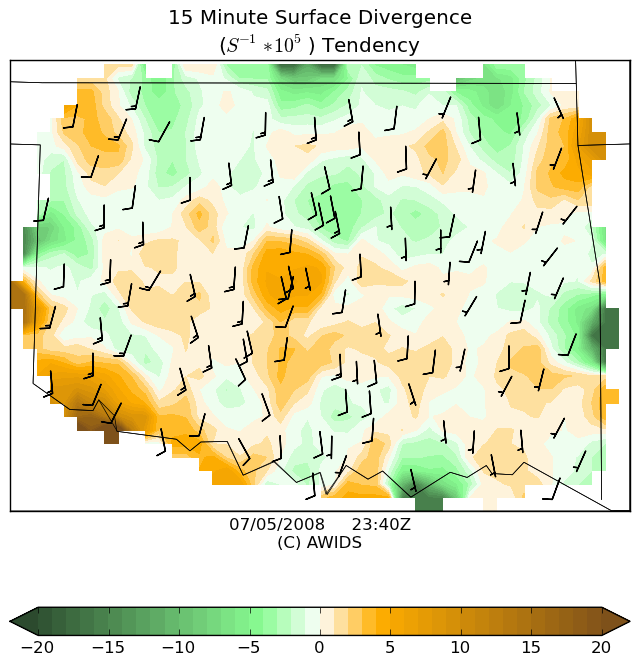 15 Minute Surface Divergence
(S⁻¹ * 10⁵ ) Tendency
07/05/2008 23:40Z
(C) AWIDS
−20 −15 −10 −5 0 5 10 15 20